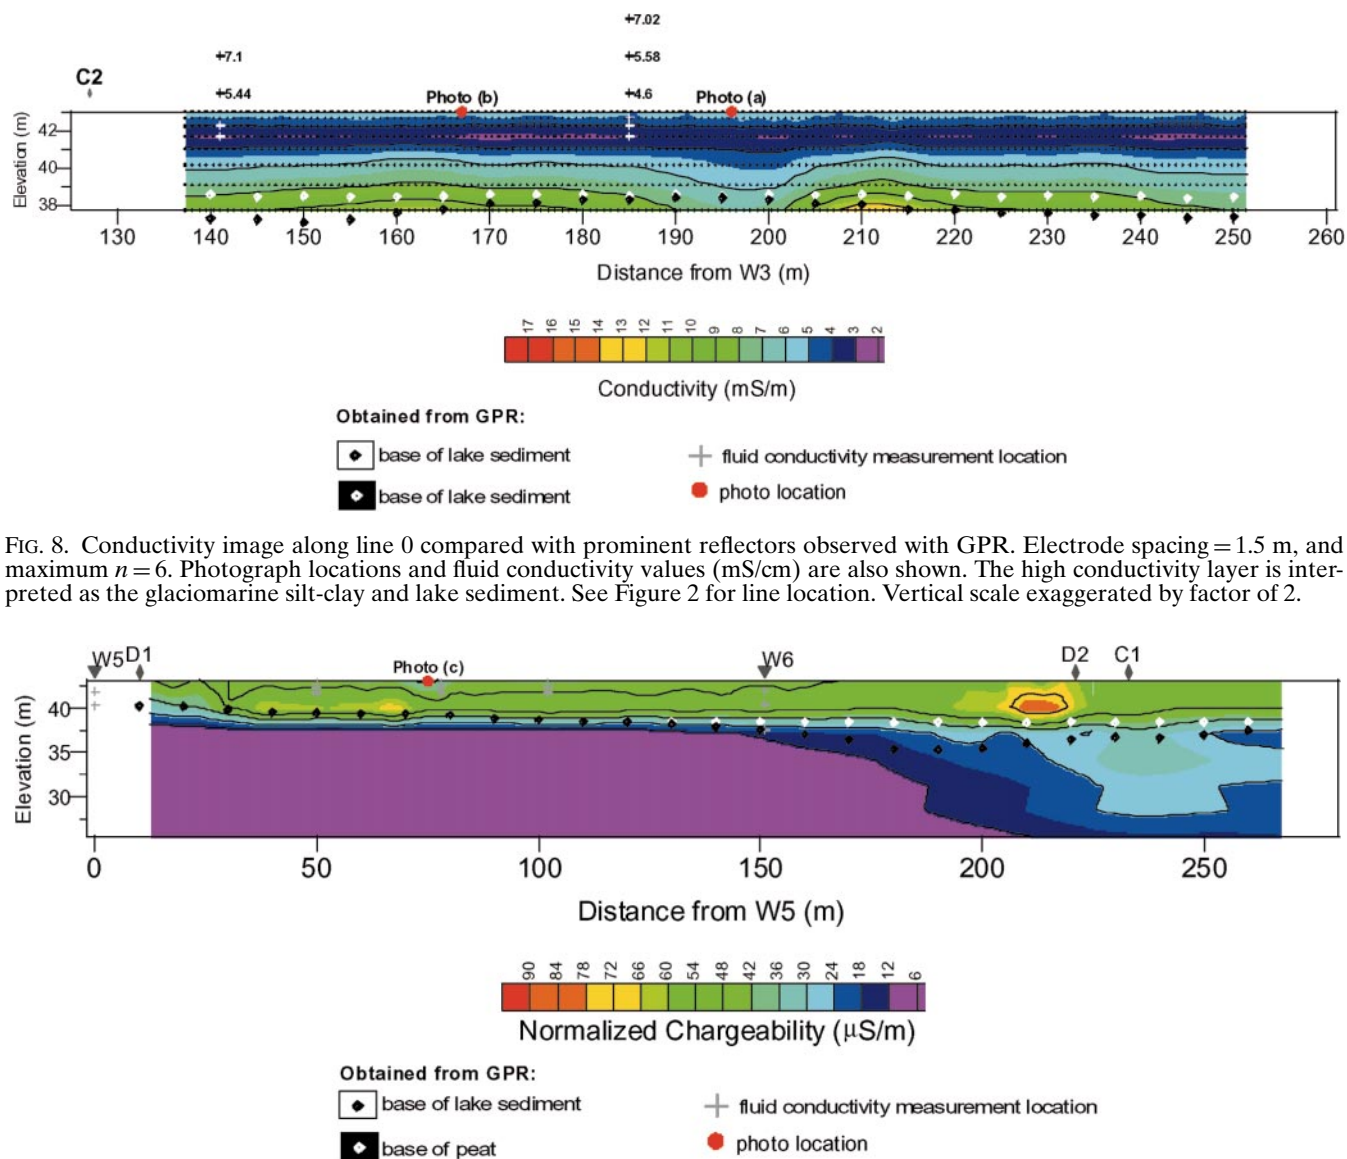 +7.02
+7.1 +5.58
C2
+5.44 Photo (b) +4.6 Photo (a)
Elevation (m)
42
40
38
130 140 150 160 170 180 190 200 210 220 230 240 250 260
Distance from W3 (m)
17 16 15 14 13 12 11 10 9 8 7 6 5 4 3 2
Conductivity (mS/m)
Obtained from GPR:
base of lake sediment fluid conductivity measurement location
base of lake sediment photo location
FIG. 8. Conductivity image along line 0 compared with prominent reflectors observed with GPR. Electrode spacing = 1.5 m, and
maximum n = 6. Photograph locations and fluid conductivity values (mS/cm) are also shown. The high conductivity layer is inter-
preted as the glaciomarine silt-clay and lake sediment. See Figure 2 for line location. Vertical scale exaggerated by factor of 2.
W5 D1 Photo (c) W6 D2 C1
Elevation (m)
40
35
30
0 50 100 150 200 250
Distance from W5 (m)
90 84 78 72 66 60 54 48 42 36 30 24 18 12 6
Normalized Chargeability (μS/m)
Obtained from GPR:
base of lake sediment fluid conductivity measurement location
base of peat photo location